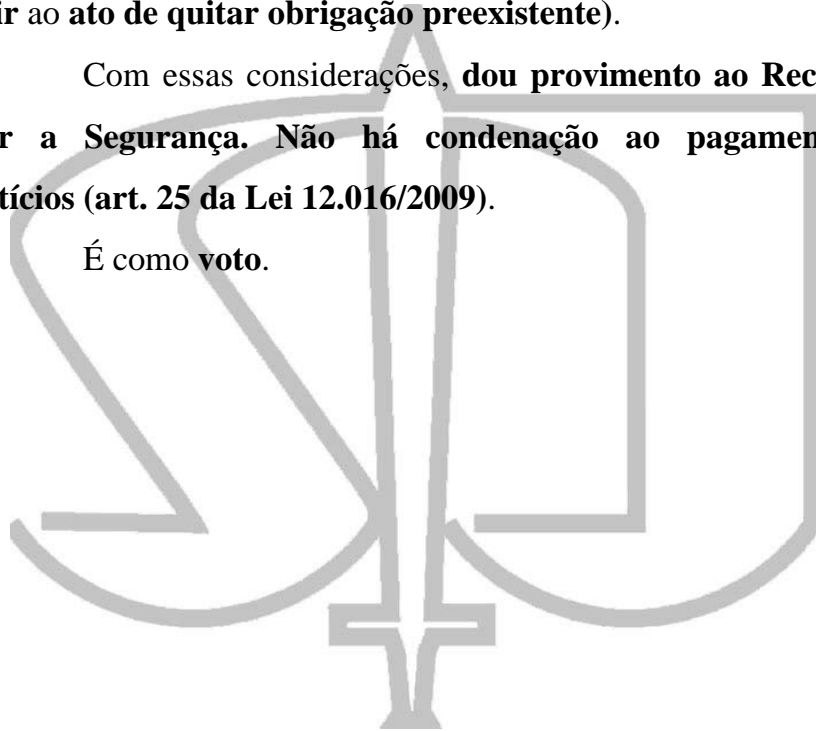 ir ao ato de quitar obrigação preexistente).
Com essas considerações, dou provimento ao Rec
r a Segurança. Não há condenação ao pagamen
tícios (art. 25 da Lei 12.016/2009).
É como voto.